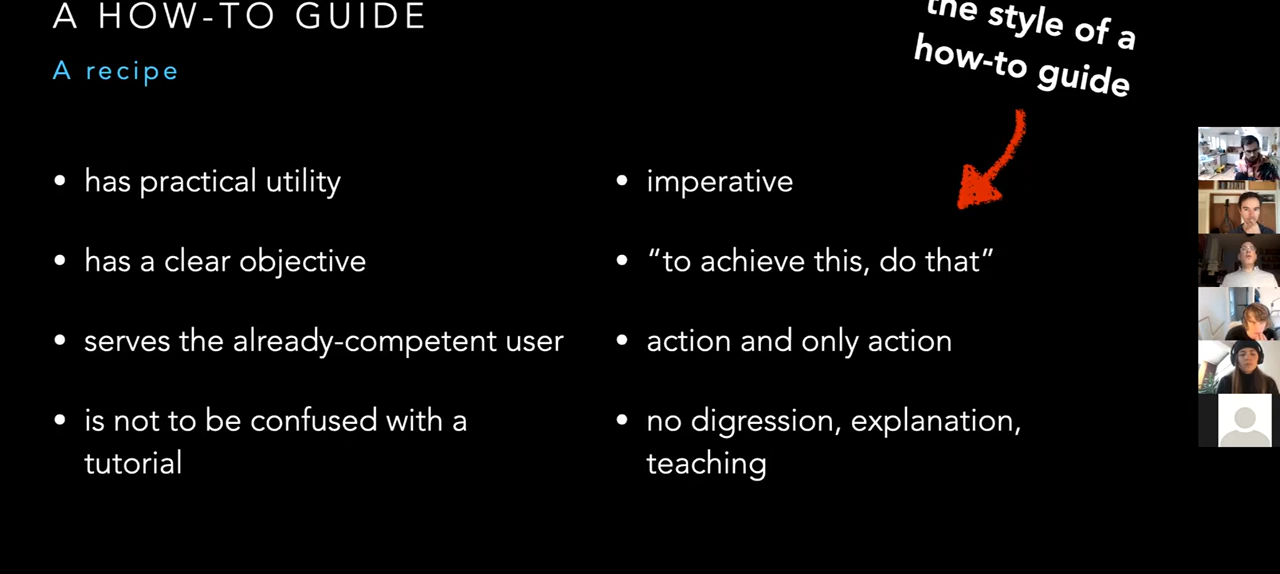 A HOW-TO GUIDE
A recipe
the style of a
how-to guide
• has practical utility
• has a clear objective
• serves the already-competent user
• is not to be confused with a
tutorial
• imperative
• “to achieve this, do that”
• action and only action
• no digression, explanation,
teaching